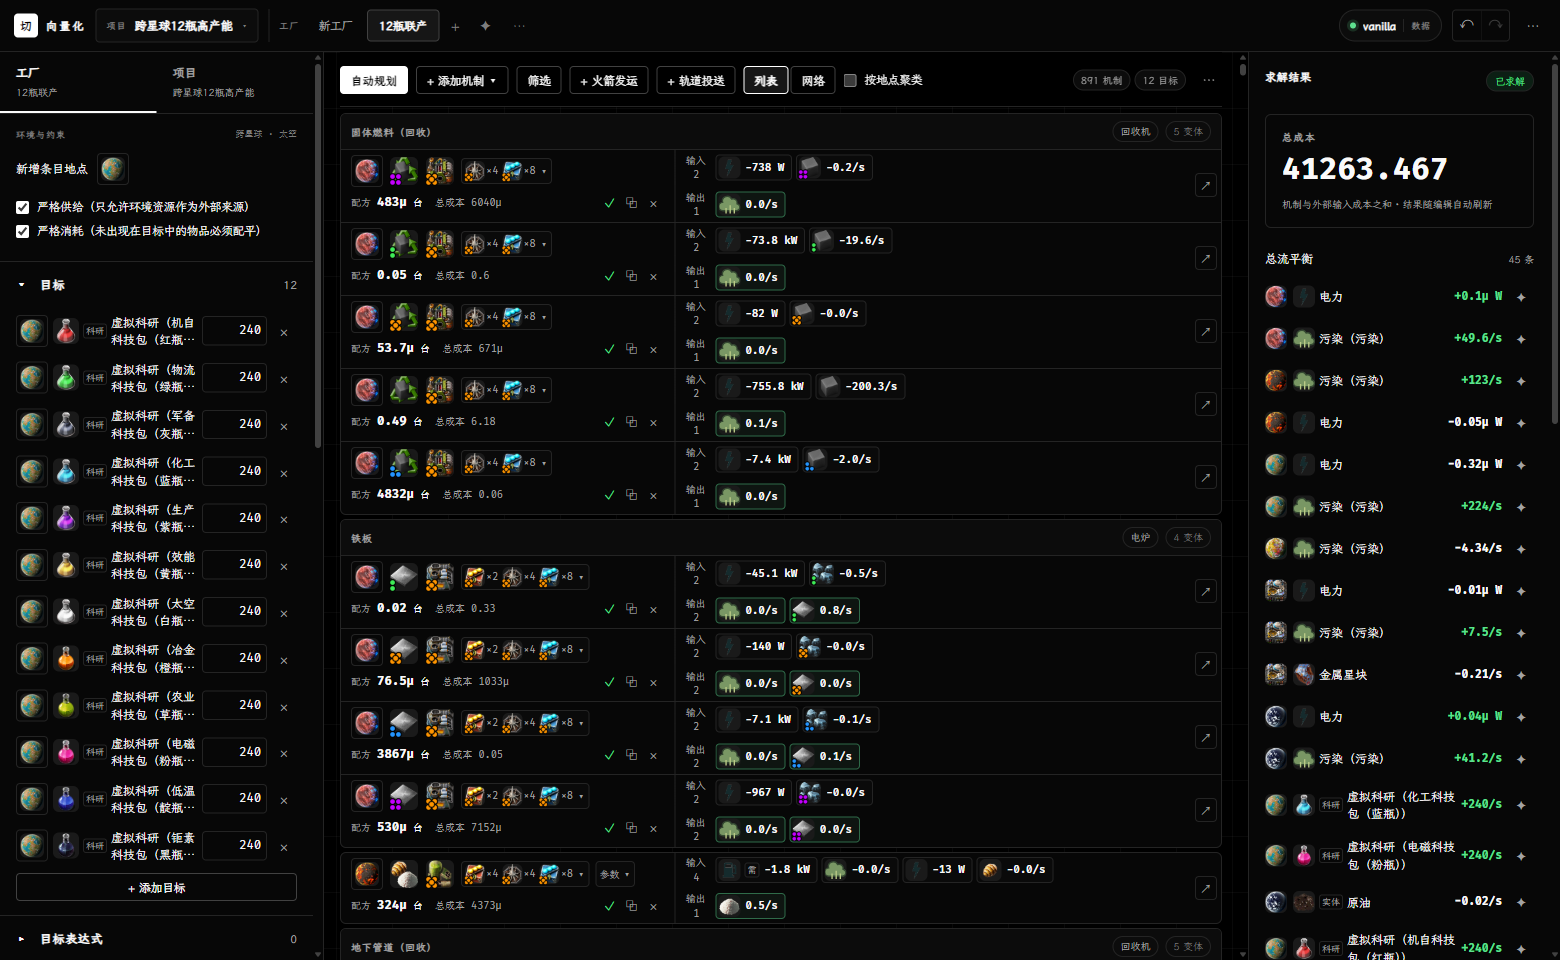 切 向量化 项目 跨星球12瓶高产能 工厂 新工厂 12瓶联产 + vanilla 数据
工厂
12瓶联产
项目
跨星球12瓶高产能
环境与约束 跨星球 · 太空
新增条目地点
严格供给（只允许环境资源作为外部来源）
严格消耗（未出现在目标中的物品必须配平）
目标 12
科研 虚拟科研（机自科技包（红瓶… 240 ×
科研 虚拟科研（物流科技包（绿瓶… 240 ×
科研 虚拟科研（军备科技包（灰瓶… 240 ×
科研 虚拟科研（化工科技包（蓝瓶… 240 ×
科研 虚拟科研（生产科技包（紫瓶… 240 ×
科研 虚拟科研（效能科技包（黄瓶… 240 ×
科研 虚拟科研（太空科技包（白瓶… 240 ×
科研 虚拟科研（冶金科技包（橙瓶… 240 ×
科研 虚拟科研（农业科技包（草瓶… 240 ×
科研 虚拟科研（电磁科技包（粉瓶… 240 ×
科研 虚拟科研（低温科技包（靛瓶… 240 ×
科研 虚拟科研（钷素科技包（黑瓶… 240 ×
+ 添加目标
目标表达式 0
自动规划 + 添加机制 筛选 + 火箭发运 + 轨道投送 列表 网络 按地点聚类 891 机制 12 目标
固体燃料（回收） 回收机 5 变体
×4 ×8 输入 2 -738 W -0.2/s
配方 483µ 台 总成本 6040µ 输出 1 0.0/s
×4 ×8 输入 2 -73.8 kW -19.6/s
配方 0.05 台 总成本 0.6 输出 1 0.0/s
×4 ×8 输入 2 -82 W -0.0/s
配方 53.7µ 台 总成本 671µ 输出 1 0.0/s
×4 ×8 输入 2 -755.8 kW -200.3/s
配方 0.49 台 总成本 6.18 输出 1 0.1/s
×4 ×8 输入 2 -7.4 kW -2.0/s
配方 4832µ 台 总成本 0.06 输出 1 0.0/s
铁板 电炉 4 变体
×2 ×4 ×8 输入 2 -45.1 kW -0.5/s
配方 0.02 台 总成本 0.33 输出 2 0.0/s 0.8/s
×2 ×4 ×8 输入 2 -140 W -0.0/s
配方 76.5µ 台 总成本 1033µ 输出 2 0.0/s 0.0/s
×2 ×4 ×8 输入 2 -7.1 kW -0.1/s
配方 3867µ 台 总成本 0.05 输出 2 0.0/s 0.1/s
×2 ×4 ×8 输入 2 -967 W -0.0/s
配方 530µ 台 总成本 7152µ 输出 2 0.0/s 0.0/s
×4 ×4 ×8 参数 输入 4 -1.8 kW -0.0/s -13 W -0.0/s
配方 324µ 台 总成本 4373µ 输出 1 0.5/s
地下管道（回收） 回收机 5 变体
求解结果 已求解
总成本
41263.467
机制与外部输入成本之和 · 结果随编辑自动刷新
总流平衡 45 条
电力 +0.1µ W
污染（污染） +49.6/s
污染（污染） +123/s
电力 -0.05µ W
电力 -0.32µ W
污染（污染） +224/s
污染（污染） -4.34/s
电力 -0.01µ W
污染（污染） +7.5/s
金属星块 -0.21/s
电力 +0.04µ W
污染（污染） +41.2/s
科研 虚拟科研（化工科技包（蓝瓶）） +240/s
科研 虚拟科研（电磁科技包（粉瓶）） +240/s
实体 原油 -0.02/s
科研 虚拟科研（机自科技包（红瓶）） +240/s